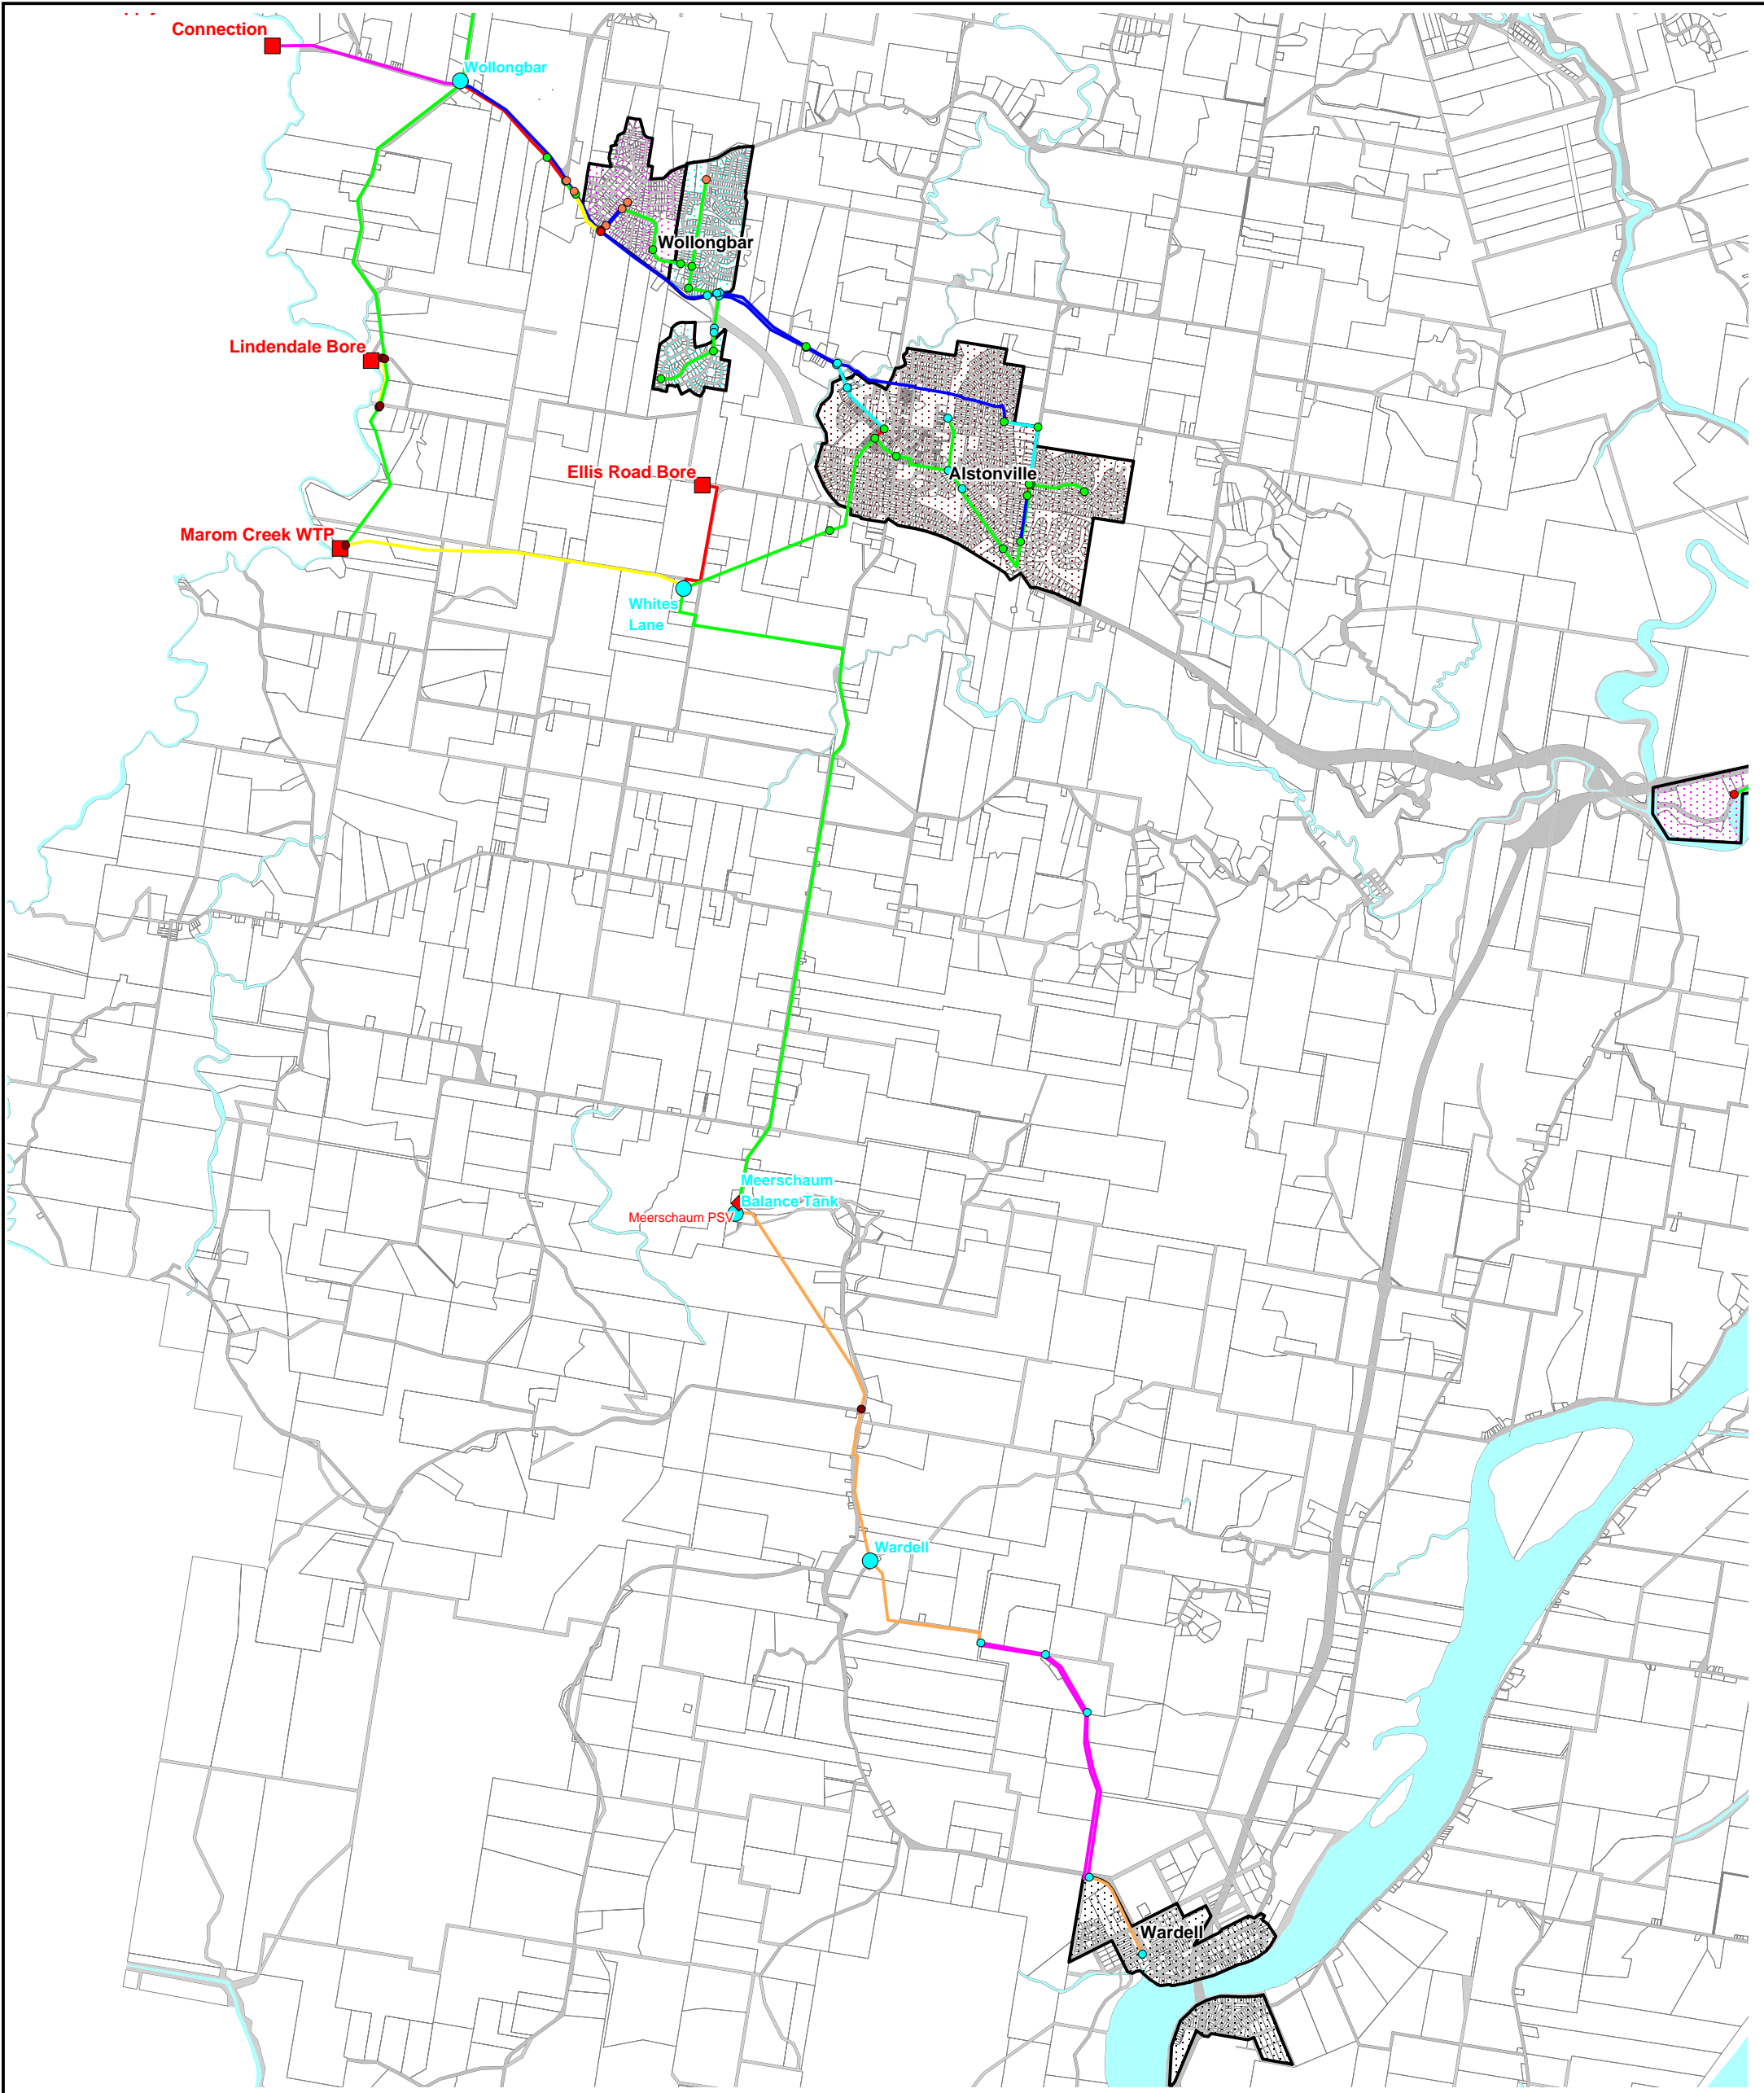 Connection
Wollongbar
Wollongbar
Lindendale Bore
Ellis Road Bore
Alstonville
Marom Creek WTP
Whites
Lane
Meerschaum
Balance Tank
Meerschaum PSV
Wardell
Wardell